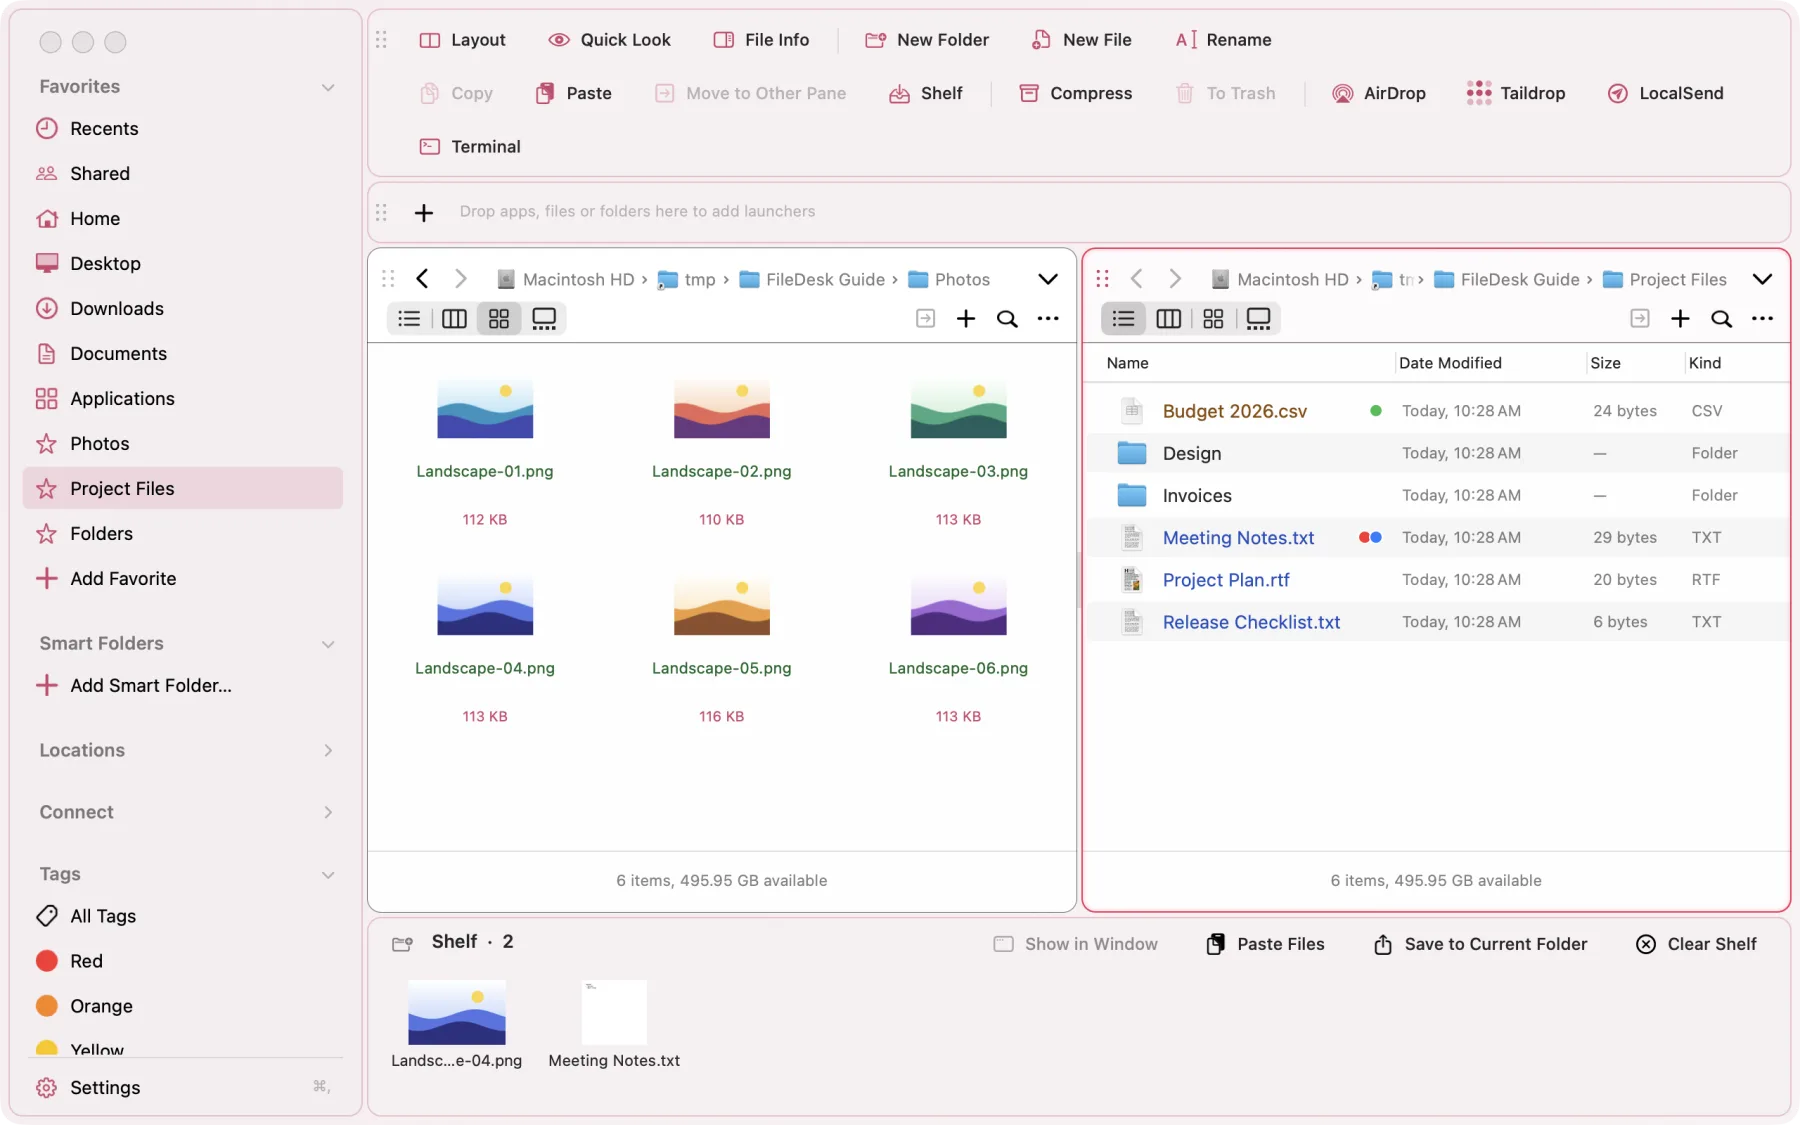 Favorites
Recents
Shared
Home
Desktop
Downloads
Documents
Applications
Photos
Project Files
Folders
Add Favorite
Smart Folders
Add Smart Folder...
Locations
Connect
Tags
All Tags
Red
Orange
Yellow
Settings ⌘,
Layout Quick Look File Info New Folder New File Rename
Copy Paste Move to Other Pane Shelf Compress To Trash AirDrop Taildrop LocalSend
Terminal
Drop apps, files or folders here to add launchers
Macintosh HD › tmp › FileDesk Guide › Photos
Landscape-01.png Landscape-02.png Landscape-03.png
112 KB 110 KB 113 KB
Landscape-04.png Landscape-05.png Landscape-06.png
113 KB 116 KB 113 KB
6 items, 495.95 GB available
Macintosh HD › › FileDesk Guide › Project Files
Name Date Modified Size Kind
Budget 2026.csv Today, 10:28 AM 24 bytes CSV
Design Today, 10:28 AM — Folder
Invoices Today, 10:28 AM — Folder
Meeting Notes.txt Today, 10:28 AM 29 bytes TXT
Project Plan.rtf Today, 10:28 AM 20 bytes RTF
Release Checklist.txt Today, 10:28 AM 6 bytes TXT
6 items, 495.95 GB available
Shelf · 2 Show in Window Paste Files Save to Current Folder Clear Shelf
Landsc...e-04.png Meeting Notes.txt